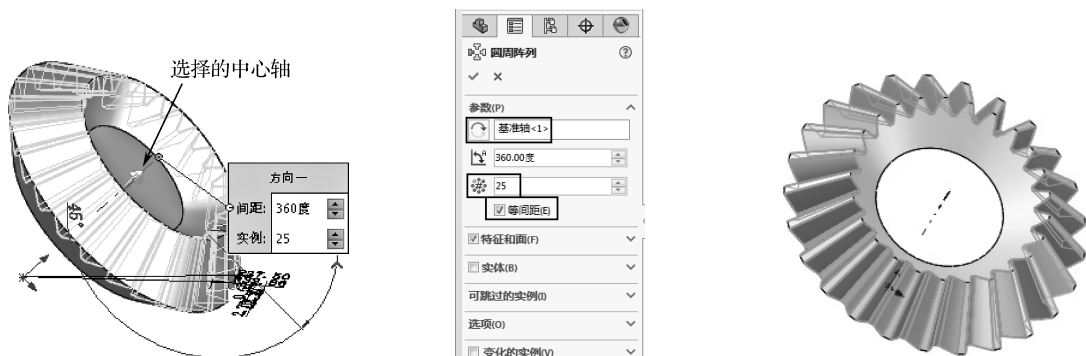 选择的中心轴
方向一
间距: 360度
实例: 25
45°
圆周阵列
参数(P)
基准轴<1>
360.00度
25
等间距(E)
特征和面(F)
实体(B)
可跳过的实例(I)
选项(O)
变化的实例(V)